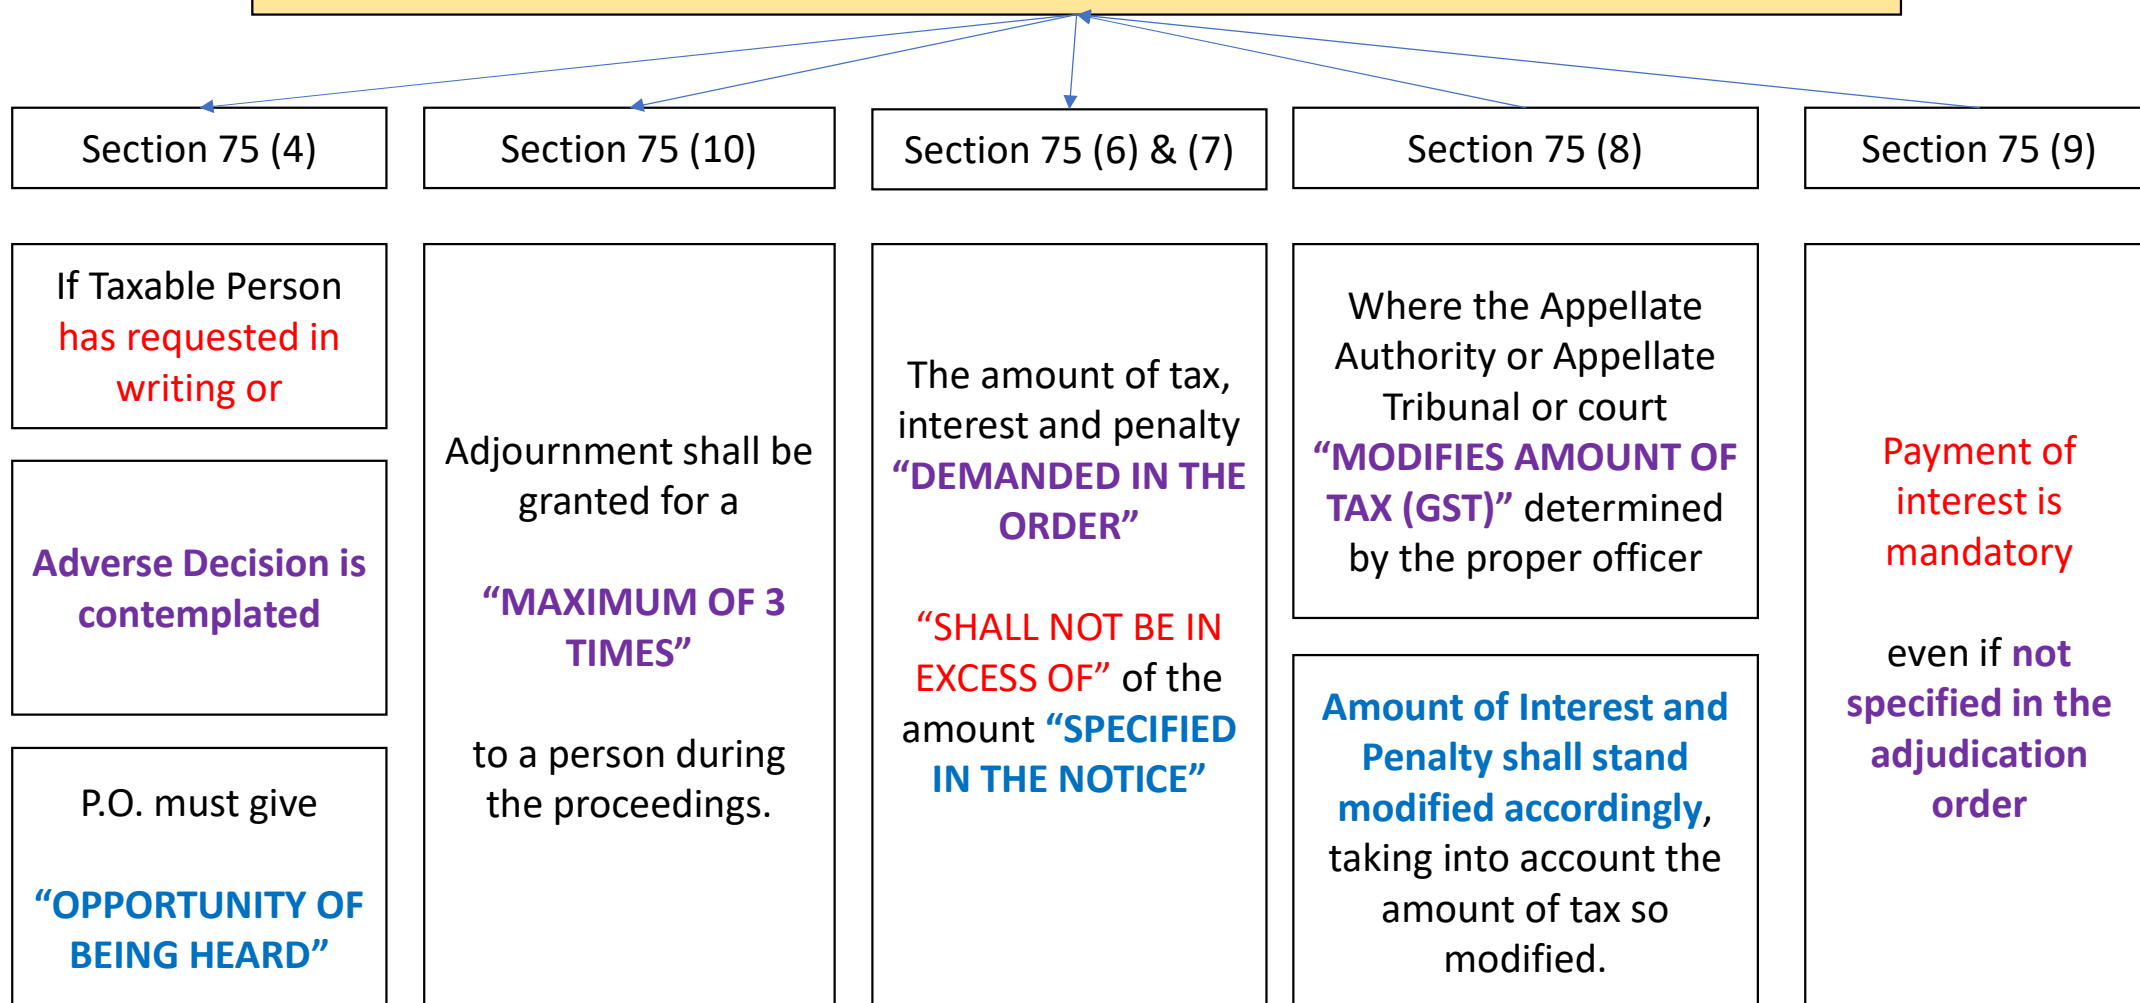 Section 75 (4)
If Taxable Person
has requested in
writing or
Adverse Decision is
contemplated
P.O. must give
“OPPORTUNITY OF
BEING HEARD”
Section 75 (10)
Adjournment shall be
granted for a
“MAXIMUM OF 3
TIMES”
to a person during
the proceedings.
Section 75 (6) & (7)
The amount of tax,
interest and penalty
“DEMANDED IN THE
ORDER”
“SHALL NOT BE IN
EXCESS OF” of the
amount “SPECIFIED
IN THE NOTICE”
Section 75 (8)
Where the Appellate
Authority or Appellate
Tribunal or court
“MODIFIES AMOUNT OF
TAX (GST)” determined
by the proper officer
Amount of Interest and
Penalty shall stand
modified accordingly,
taking into account the
amount of tax so
modified.
Section 75 (9)
Payment of
interest is
mandatory
even if not
specified in the
adjudication
order